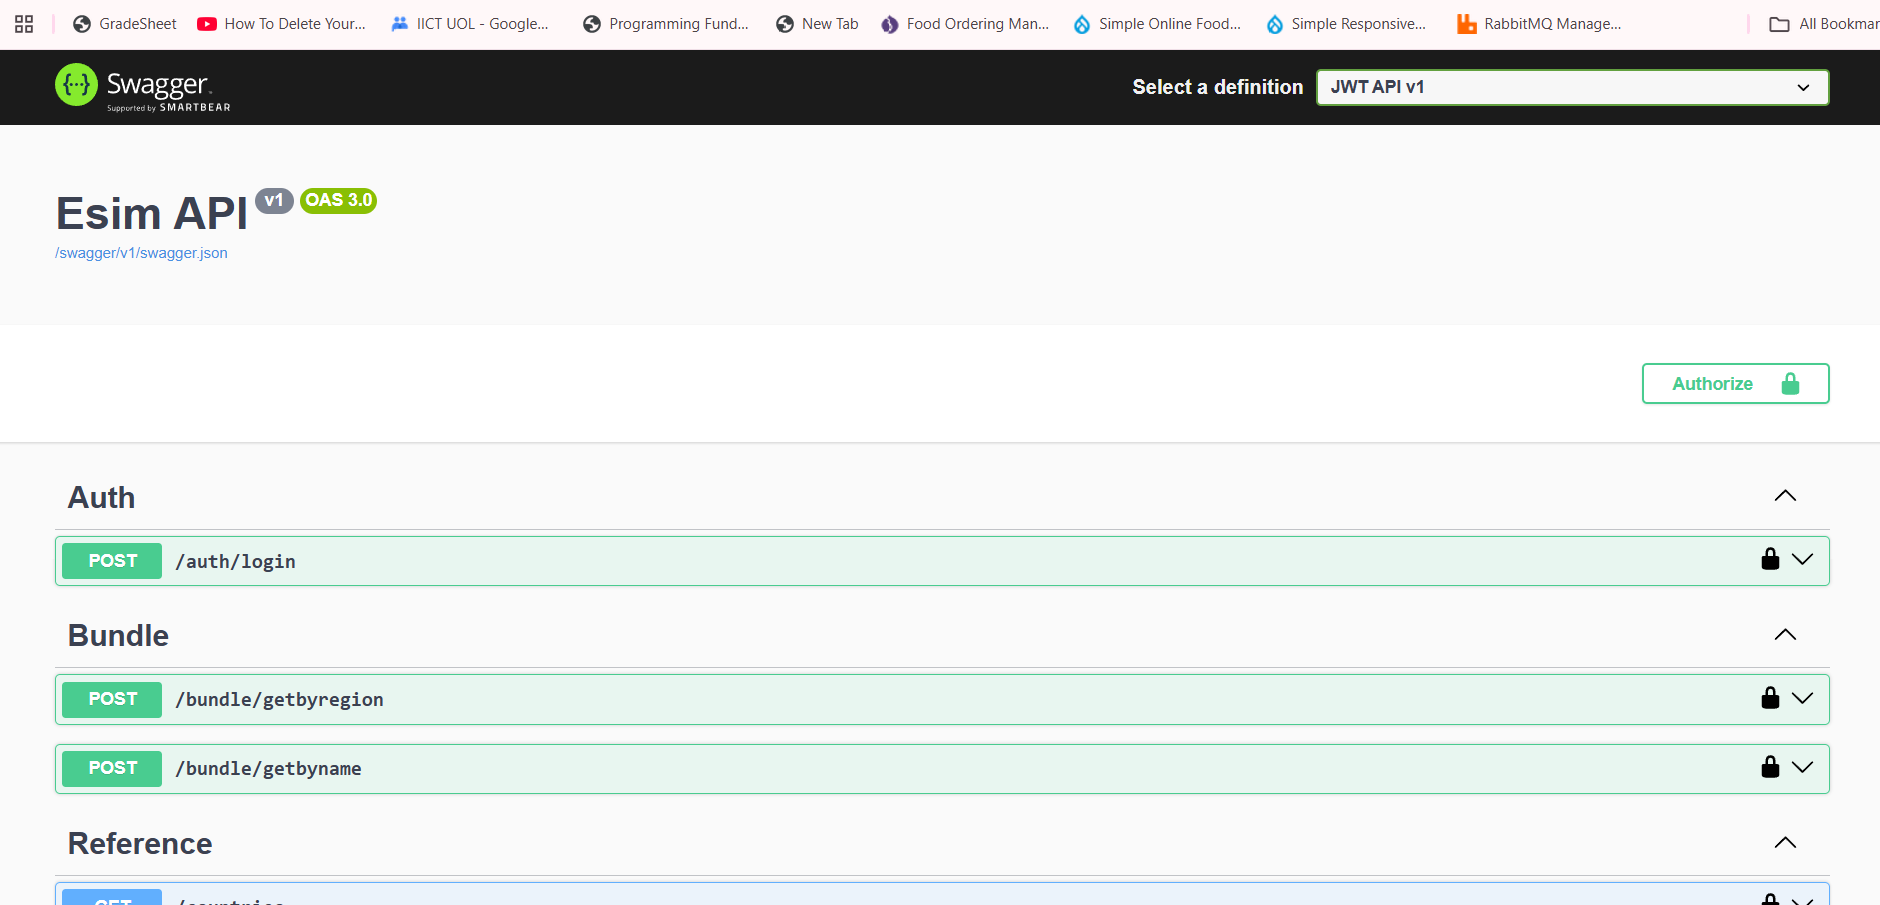 GradeSheet
How To Delete Your...
IICT UOL - Google...
Programming Fund...
New Tab
Food Ordering Man...
Simple Online Food...
Simple Responsive...
RabbitMQ Manage...
All Bookmar
Swagger.
Supported by SMARTBEAR
Select a definition
JWT API v1
Esim API v1 OAS 3.0
/swagger/v1/swagger.json
Authorize
Auth
POST /auth/login
Bundle
POST /bundle/getbyregion
POST /bundle/getbyname
Reference
GET /countries